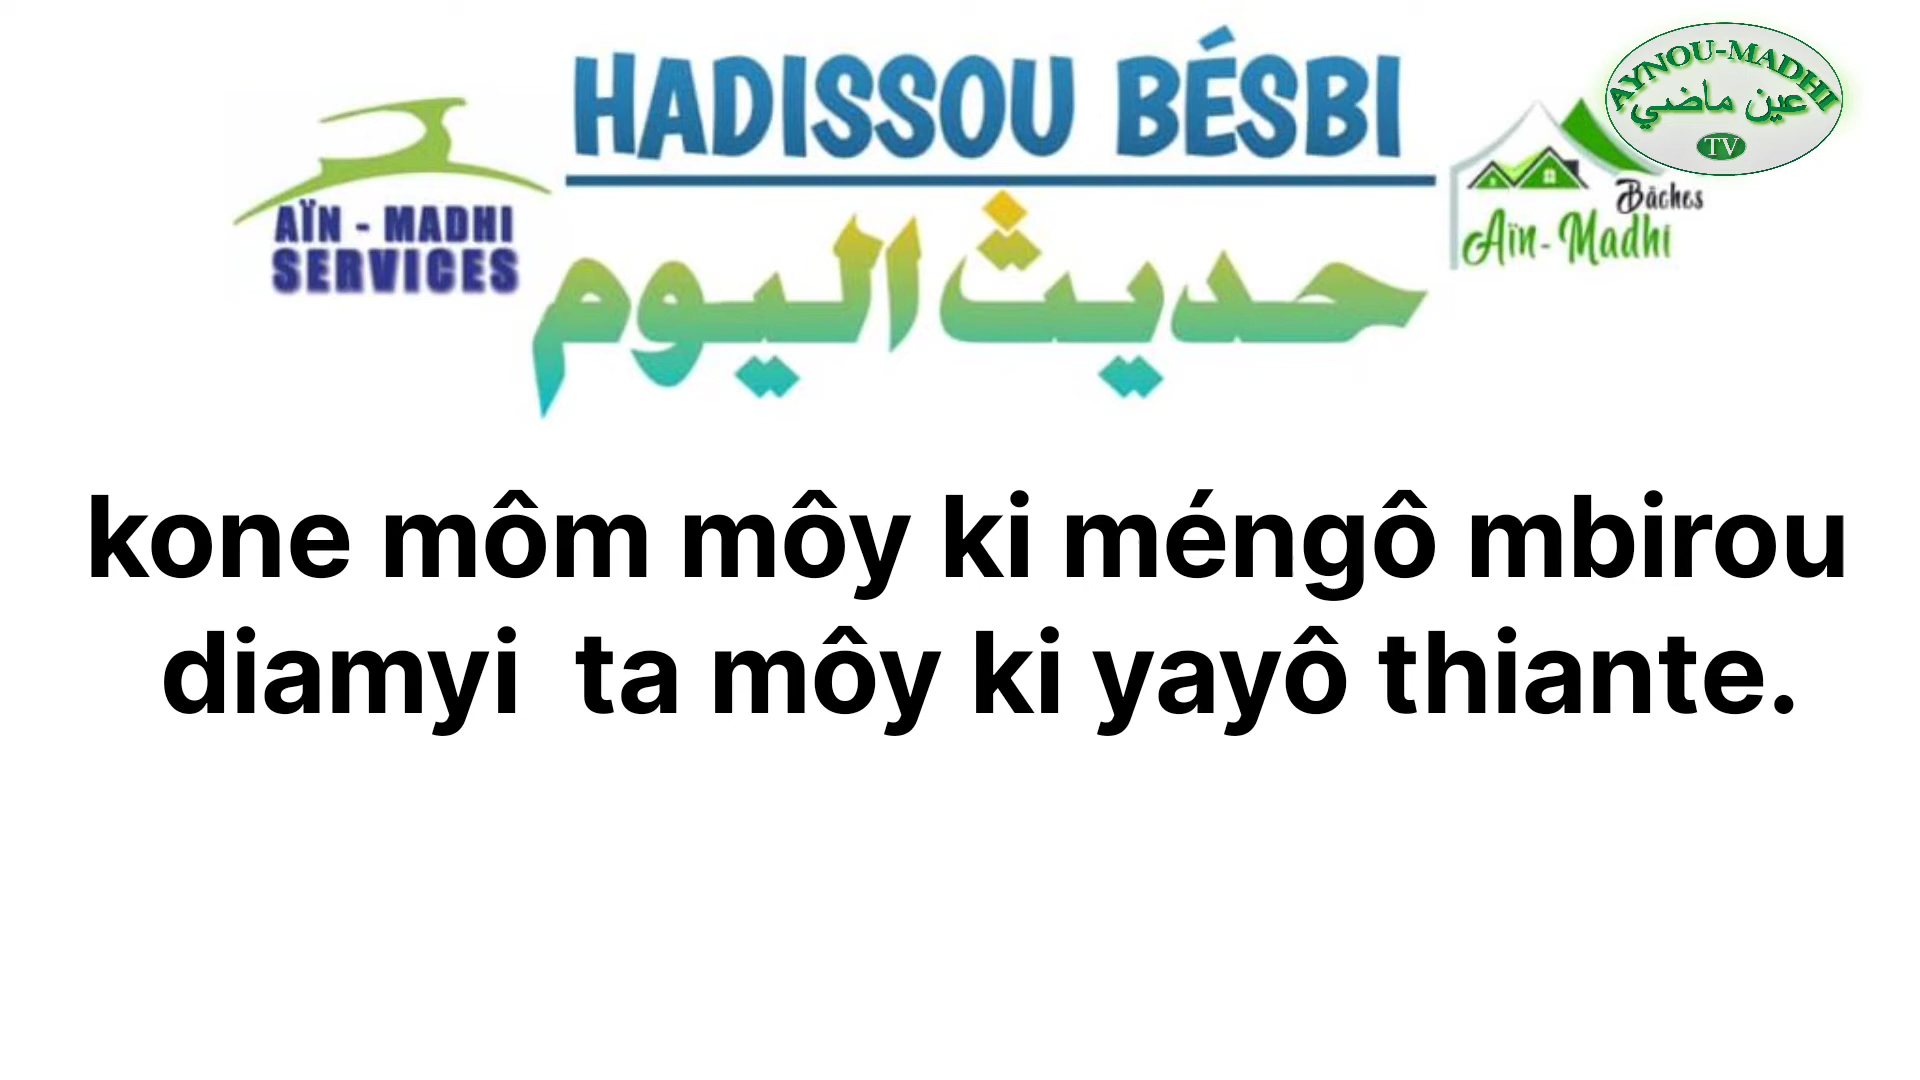 HADISSOU BÉSBI
AYNOU-MADHI
عين ماضي
TV
AÏN - MADHI
SERVICES
حديث اليوم
Bâches
Aïn-Madhi
kone môm môy ki méngô mbirou
diamyi ta môy ki yayô thiante.